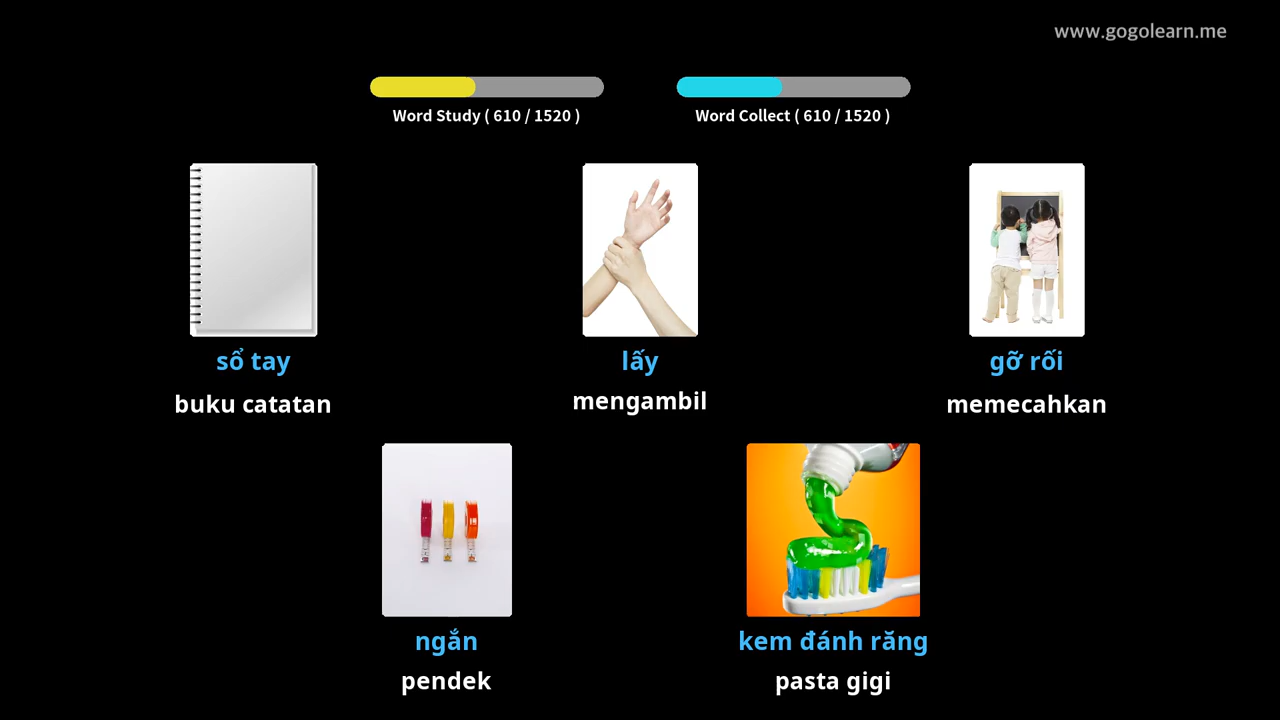 www.gogolearn.me
Word Study ( 610 / 1520 )
Word Collect ( 610 / 1520 )
sổ tay
buku catatan
lấy
mengambil
gỡ rối
memecahkan
ngắn
pendek
kem đánh răng
pasta gigi